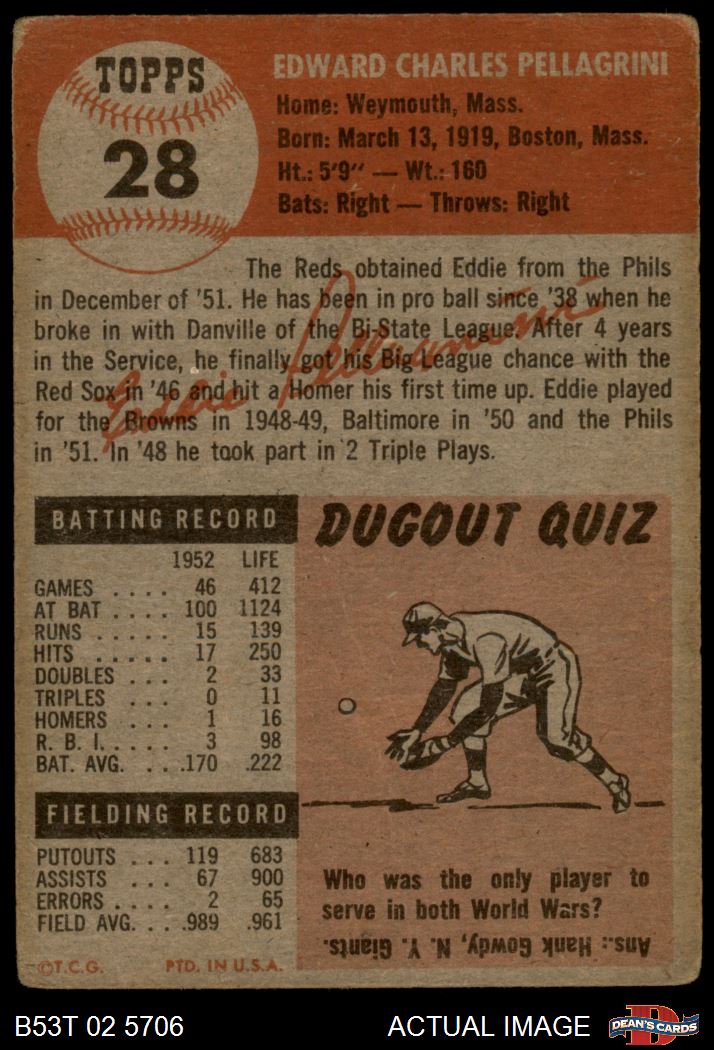 TOPPS
28
EDWARD CHARLES PELLAGRINI
Home: Weymouth, Mass.
Born: March 13, 1919, Boston, Mass.
Ht.: 5'9" — Wt.: 160
Bats: Right — Throws: Right
The Reds obtained Eddie from the Phils
in December of '51. He has been in pro ball since '38 when he
broke in with Danville of the Bi-State League. After 4 years
in the Service, he finally got his Big League chance with the
Red Sox in '46 and hit a Homer his first time up. Eddie played
for the Browns in 1948-49, Baltimore in '50 and the Phils
in '51. In '48 he took part in 2 Triple Plays.
Eddie Pellagrini
BATTING RECORD
1952 LIFE
GAMES .... 46 412
AT BAT ... 100 1124
RUNS ..... 15 139
HITS ..... 17 250
DOUBLES ... 2 33
TRIPLES ... 0 11
HOMERS ... 1 16
R. B. I. .... 3 98
BAT. AVG. .. .170 .222
FIELDING RECORD
PUTOUTS ... 119 683
ASSISTS ... 67 900
ERRORS .... 2 65
FIELD AVG. .. .989 .961
©T.C.G. PTD. IN U.S.A.
DUGOUT QUIZ
Who was the only player to
serve in both World Wars?
Ans.: Hank Gowdy, N. Y. Giants.
B53T 02 5706 ACTUAL IMAGE
D
DEAN'S CARDS